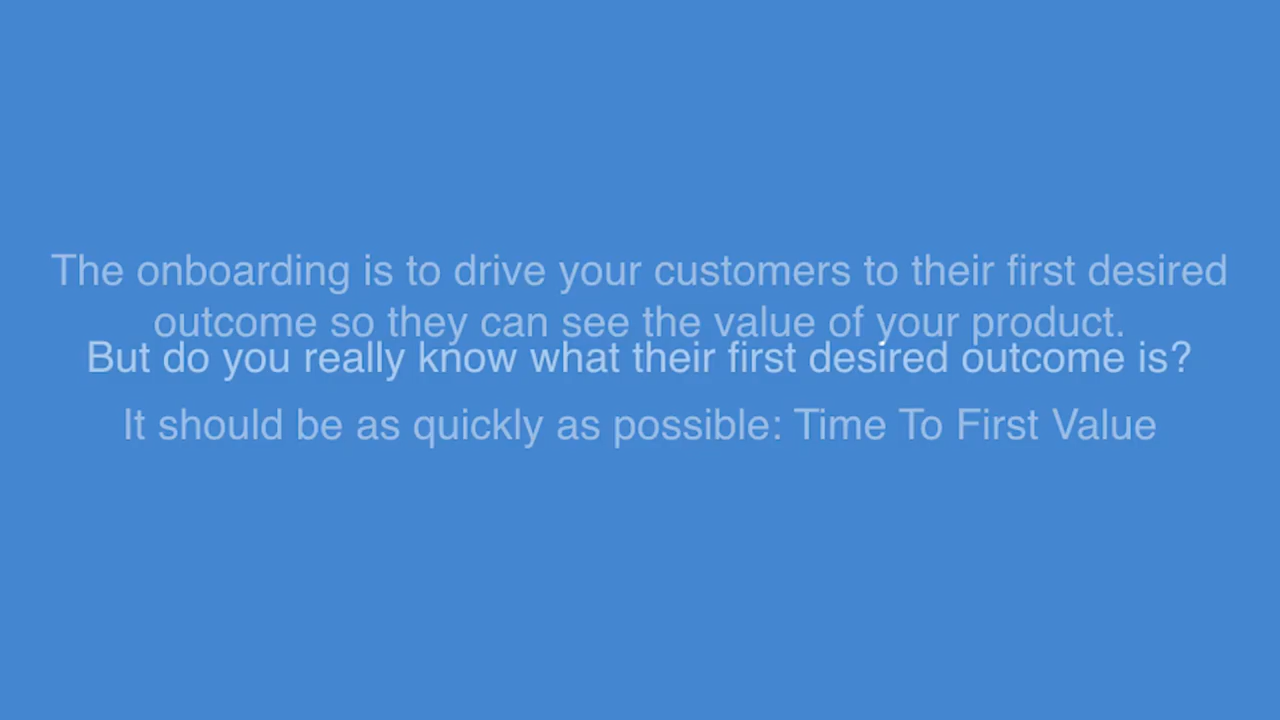 The onboarding is to drive your customers to their first desired
outcome so they can see the value of your product.
But do you really know what their first desired outcome is?
It should be as quickly as possible: Time To First Value